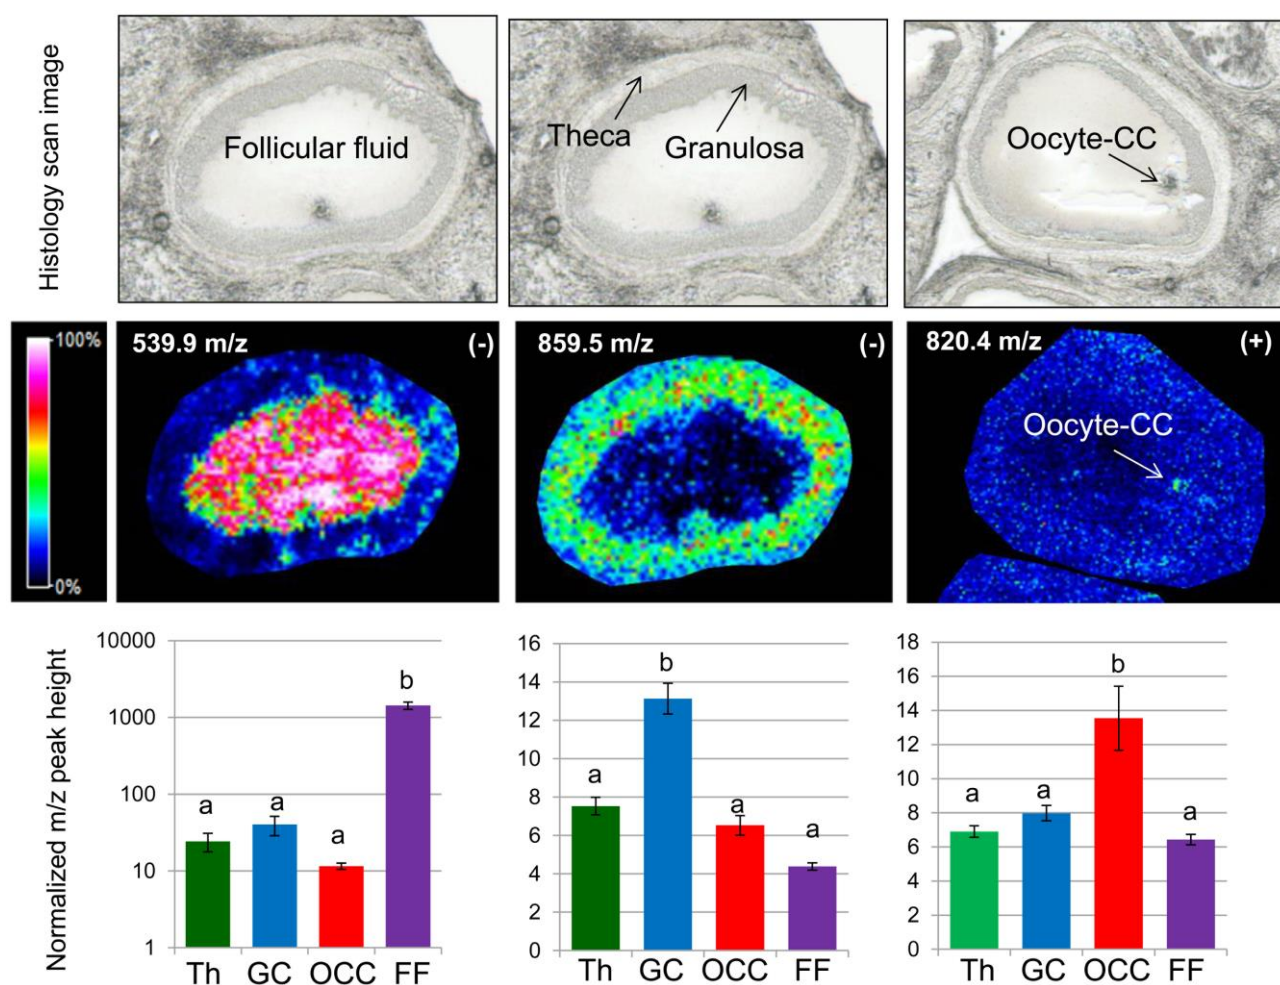 Histology scan image
Follicular fluid
Theca
Granulosa
Oocyte-CC
100%
0%
539.9 m/z
(-)
859.5 m/z
(-)
820.4 m/z
(+)
Oocyte-CC
Normalized m/z peak height
10000
1000
100
10
1
a
a
a
b
Th GC OCC FF
16
14
12
10
8
6
4
2
0
a
b
a
a
Th GC OCC FF
18
16
14
12
10
8
6
4
2
0
a
a
b
a
Th GC OCC FF